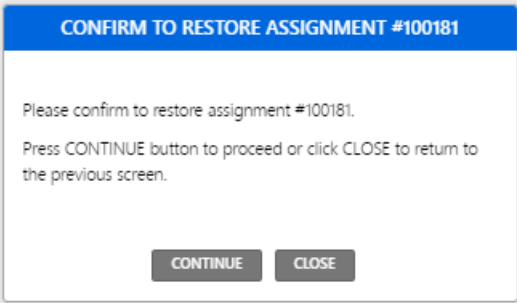 CONFIRM TO RESTORE ASSIGNMENT #100181
Please confirm to restore assignment #100181.
Press CONTINUE button to proceed or click CLOSE to return to
the previous screen.
CONTINUE CLOSE